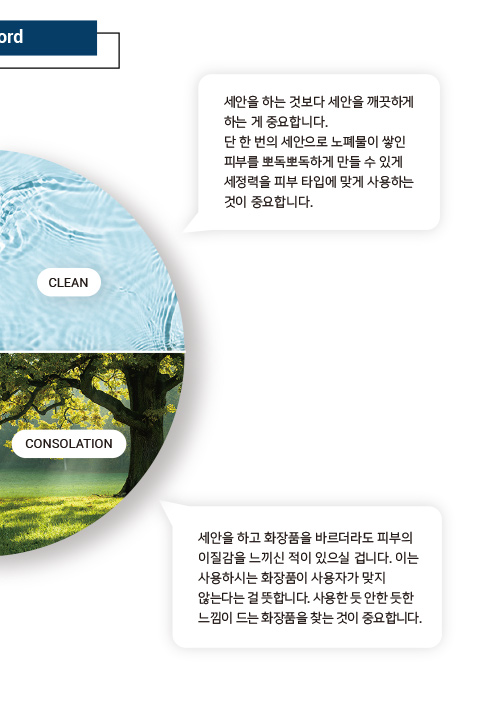 ord
세안을 하는 것보다 세안을 깨끗하게
하는 게 중요합니다.
단 한 번의 세안으로 노폐물이 쌓인
피부를 뽀독뽀독하게 만들 수 있게
세정력을 피부 타입에 맞게 사용하는
것이 중요합니다.
CLEAN
CONSOLATION
세안을 하고 화장품을 바르더라도 피부의
이질감을 느끼신 적이 있으실 겁니다. 이는
사용하시는 화장품이 사용자가 맞지
않는다는 걸 뜻합니다. 사용한 듯 안한 듯한
느낌이 드는 화장품을 찾는 것이 중요합니다.